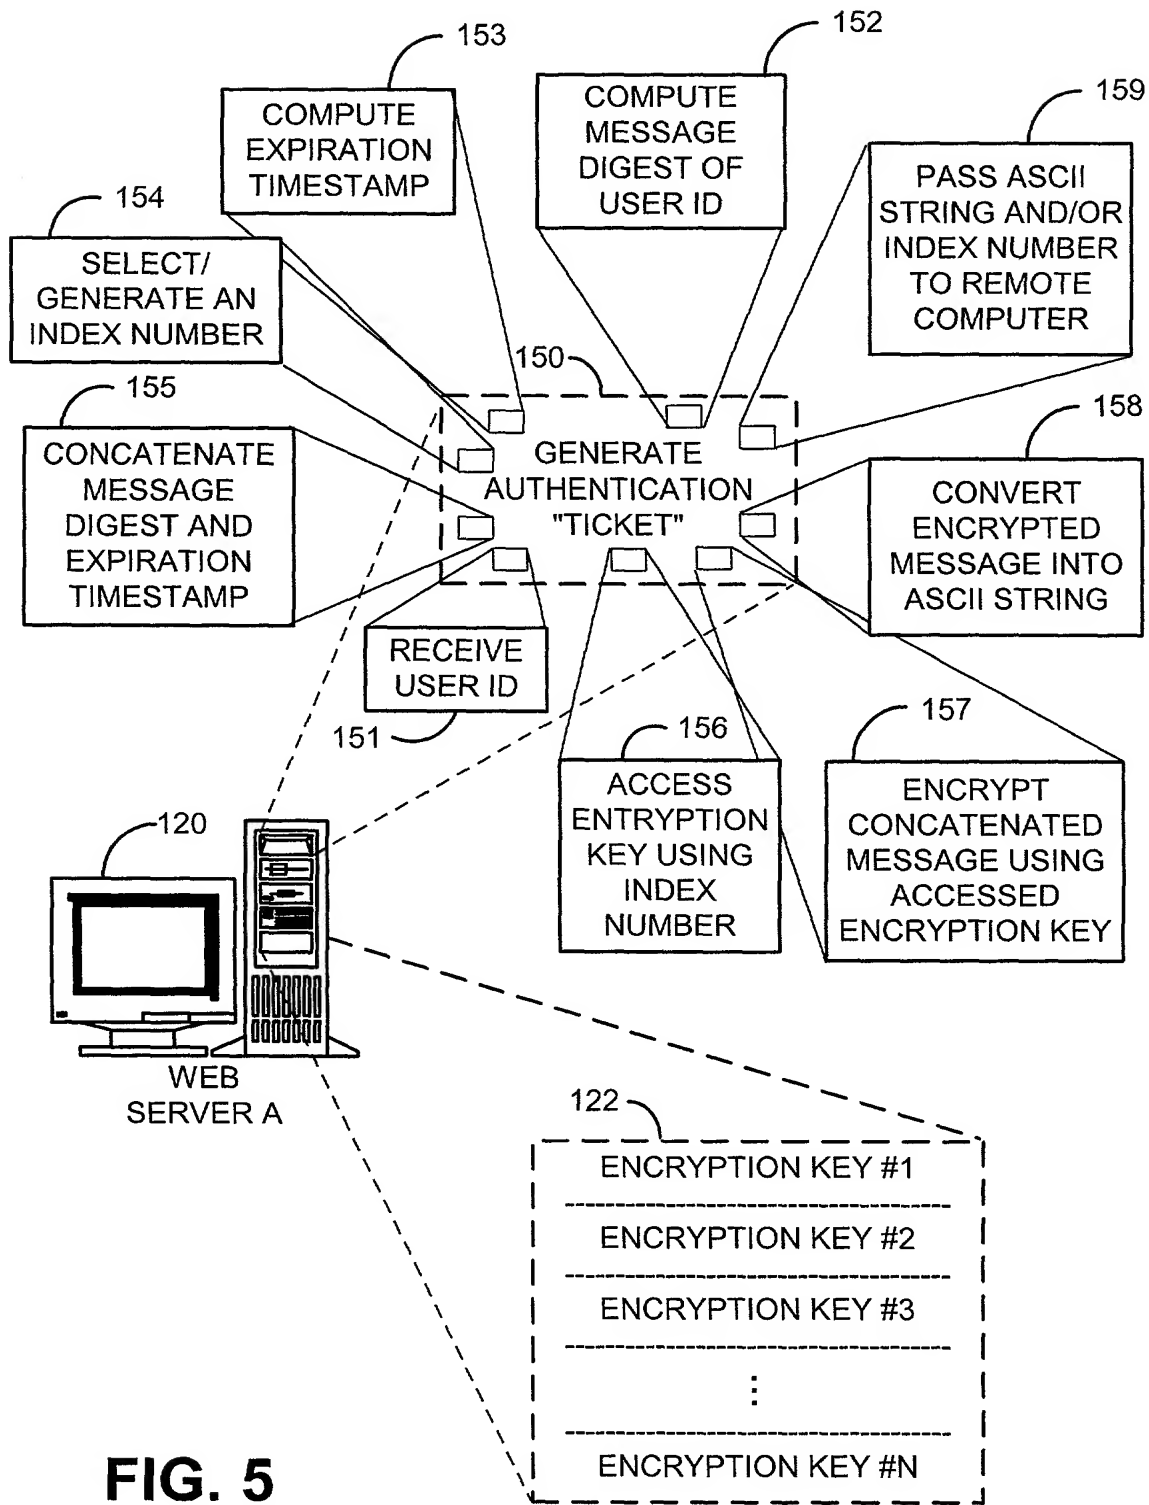 153
COMPUTE
EXPIRATION
TIMESTAMP
152
COMPUTE
MESSAGE
DIGEST OF
USER ID
159
PASS ASCII
STRING AND/OR
INDEX NUMBER
TO REMOTE
COMPUTER
154
SELECT/
GENERATE AN
INDEX NUMBER
150
GENERATE
AUTHENTICATION
"TICKET"
155
CONCATENATE
MESSAGE
DIGEST AND
EXPIRATION
TIMESTAMP
158
CONVERT
ENCRYPTED
MESSAGE INTO
ASCII STRING
RECEIVE
USER ID
151
156
ACCESS
ENTRYPTION
KEY USING
INDEX
NUMBER
157
ENCRYPT
CONCATENATED
MESSAGE USING
ACCESSED
ENCRYPTION KEY
120
WEB
SERVER A
122
ENCRYPTION KEY #1
ENCRYPTION KEY #2
ENCRYPTION KEY #3
⋮
ENCRYPTION KEY #N
FIG. 5